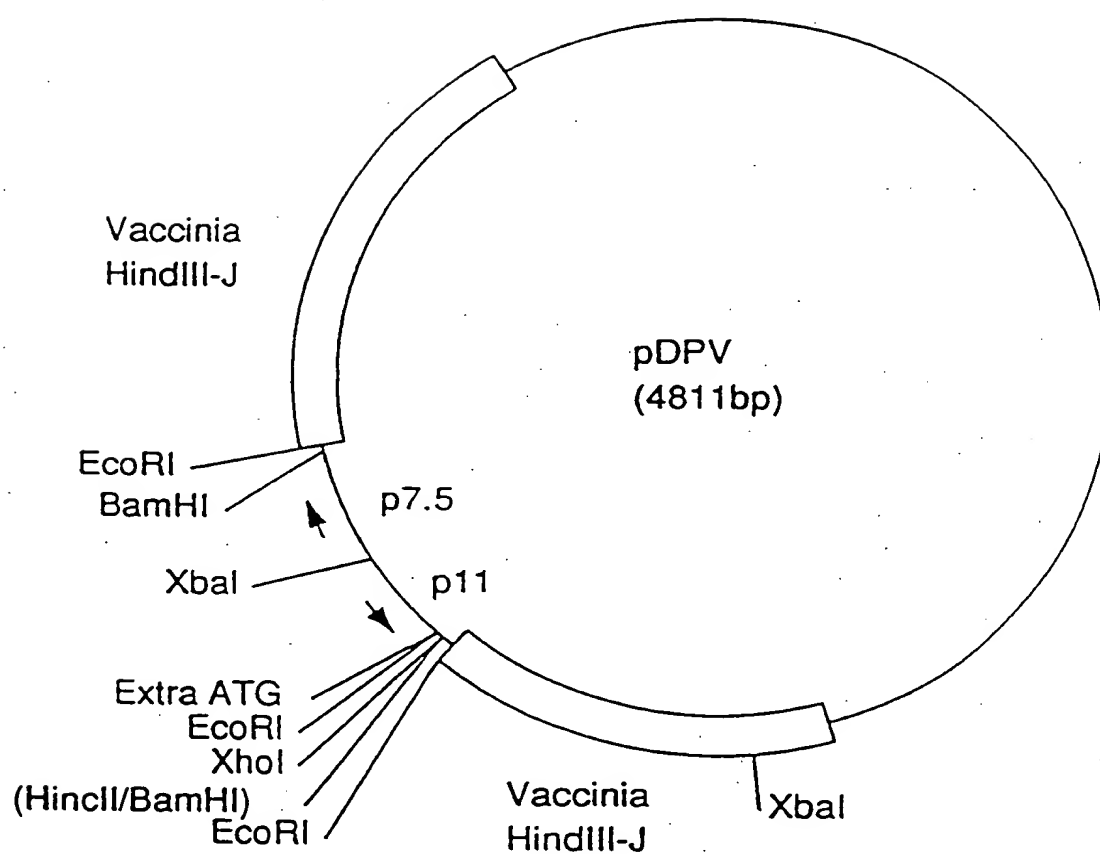 Vaccinia
HindIII-J
pDPV
(4811bp)
EcoRI
BamHI
p7.5
XbaI
p11
Extra ATG
EcoRI
XhoI
(HincII/BamHI)
EcoRI
Vaccinia
HindIII-J
XbaI